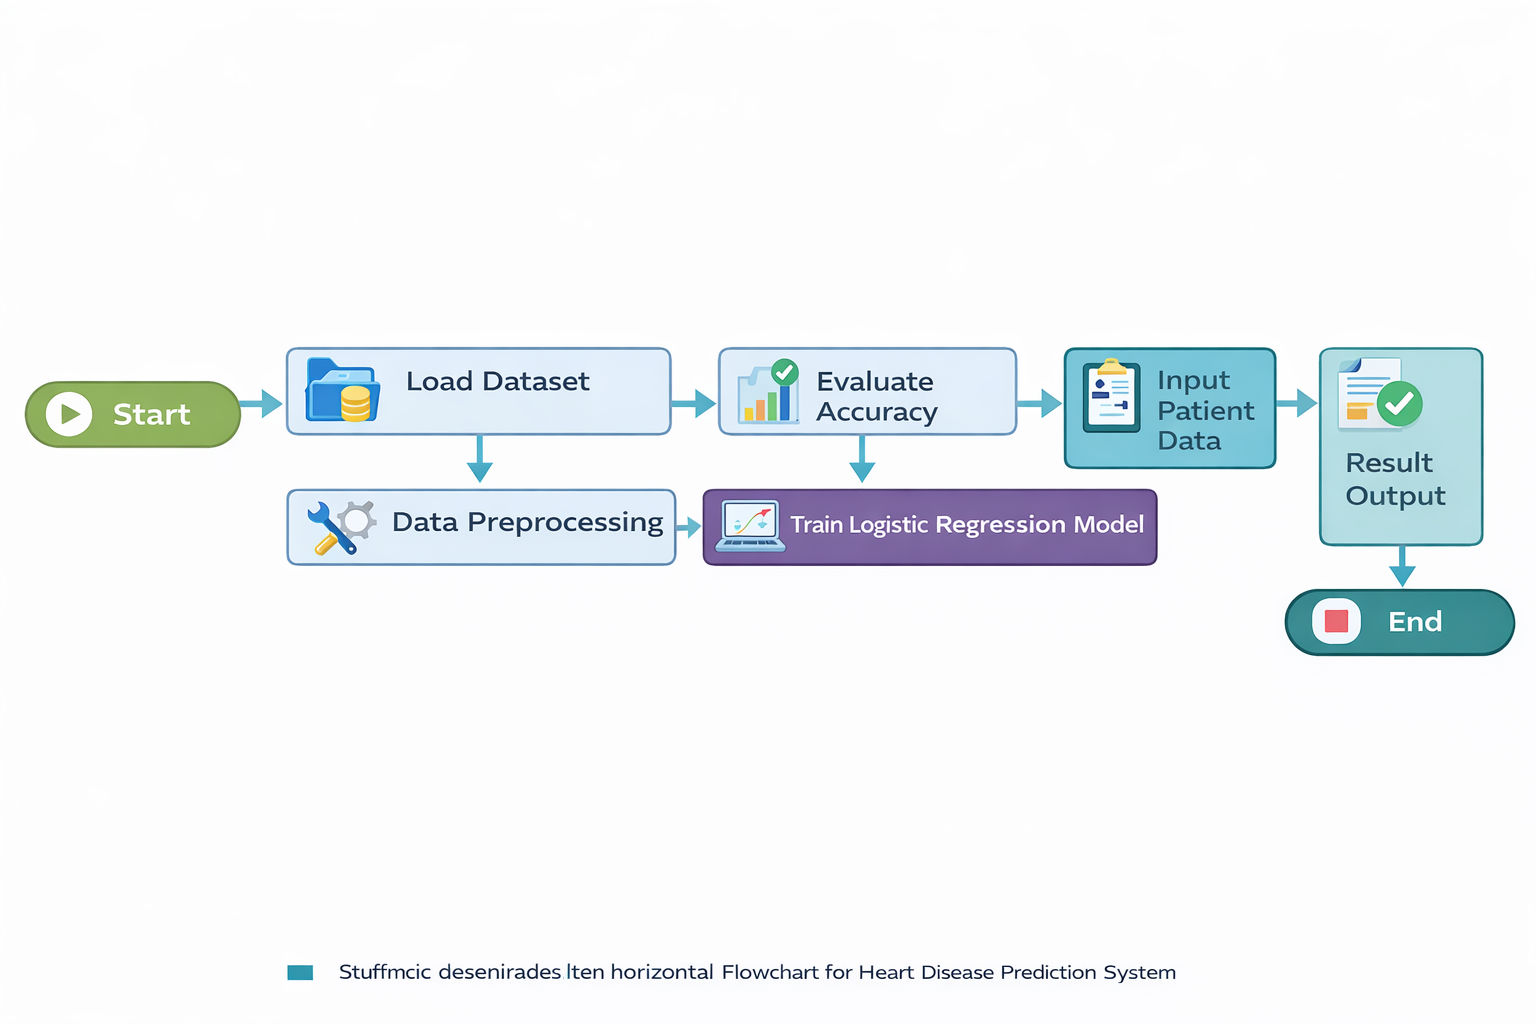 Start
Load Dataset
Evaluate
Accuracy
Input
Patient
Data
Result
Output
Data Preprocessing
Train Logistic Regression Model
End
Stuffmcic desenirades lten horizontal Flowchart for Heart Disease Prediction System